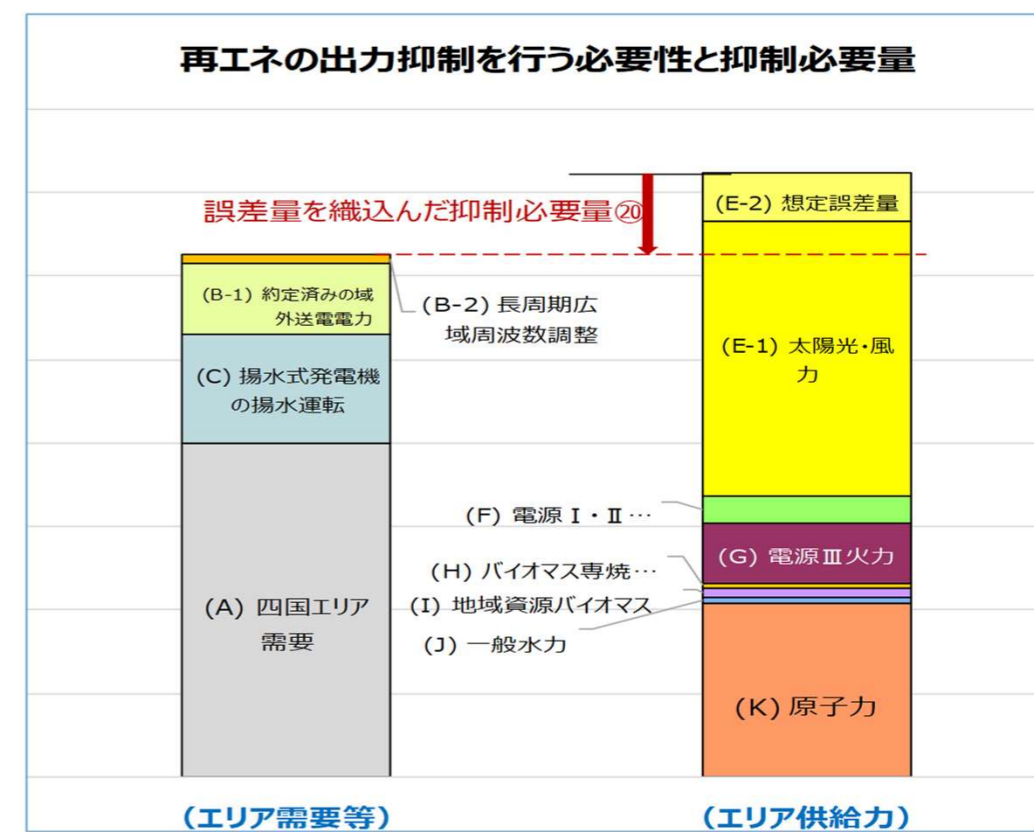 再エネの出力抑制を行う必要性と抑制必要量
誤差量を織込んだ抑制必要量⑳
(B-1) 約定済みの域
外送電電力
(B-2) 長周期広
域周波数調整
(C) 揚水式発電機
の揚水運転
(A) 四国エリア
需要
(E-2) 想定誤差量
(E-1) 太陽光・風
力
(F) 電源Ⅰ・Ⅱ…
(G) 電源Ⅲ火力
(H) バイオマス専焼…
(I) 地域資源バイオマス
(J) 一般水力
(K) 原子力
(エリア需要等)
(エリア供給力)